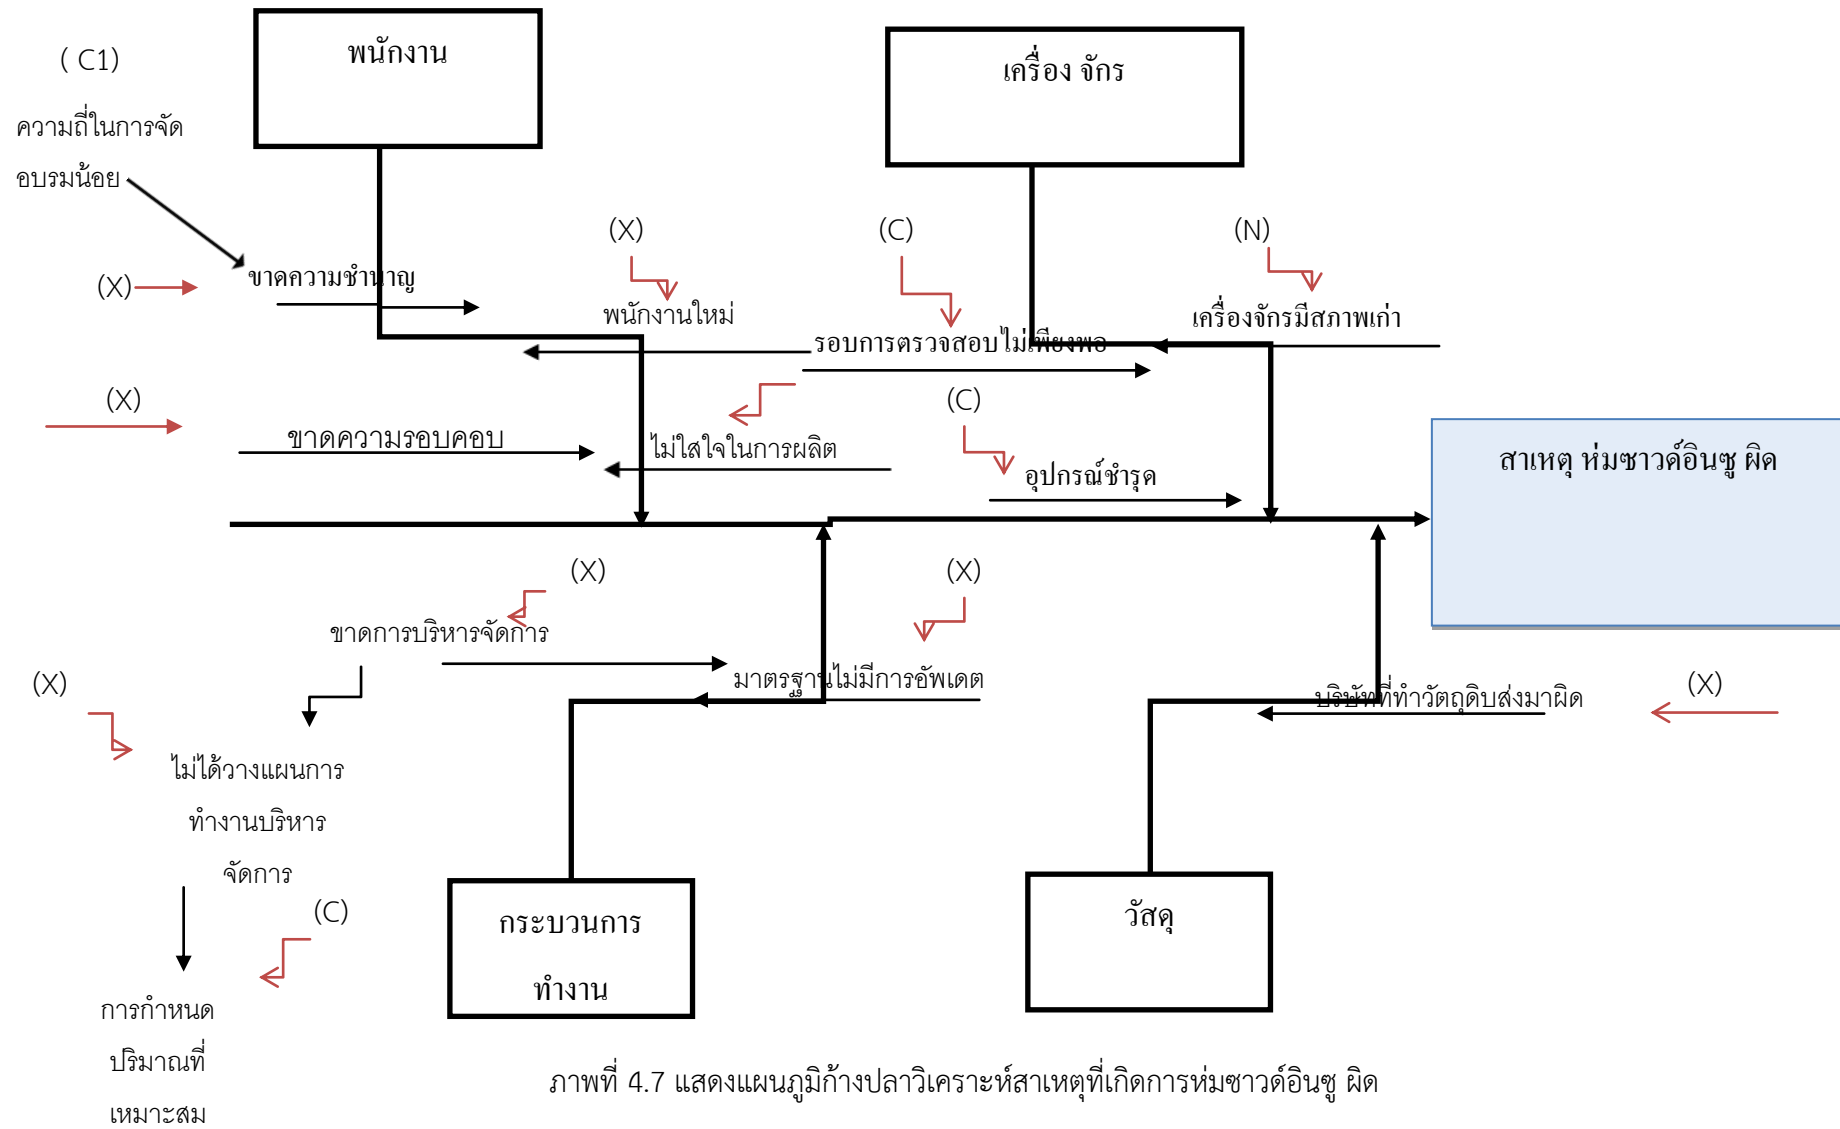 พนักงาน
เครื่อง จักร
( C1)
ความถี่ในการจัด
อบรมน้อย
(X)
(C)
(N)
(X)
ขาดความชำนาญ
พนักงานใหม่
เครื่องจักรมีสภาพเก่า
รอบการตรวจสอบไม่เพียงพอ
(X)
(C)
ขาดความรอบคอบ
ไม่ใสใจในการผลิต
อุปกรณ์ชำรุด
สาเหตุ ห่มซาวด์อินซู ผิด
(X)
(X)
ขาดการบริหารจัดการ
(X)
มาตรฐานไม่มีการอัพเดต
บริษัทที่ทำวัตถุดิบส่งมาผิด
(X)
ไม่ได้วางแผนการ
ทำงานบริหาร
จัดการ
(C)
กระบวนการ
ทำงาน
วัสดุ
การกำหนด
ปริมาณที่
เหมาะสม
ภาพที่ 4.7 แสดงแผนภูมิก้างปลาวิเคราะห์สาเหตุที่เกิดการห่มซาวด์อินซู ผิด